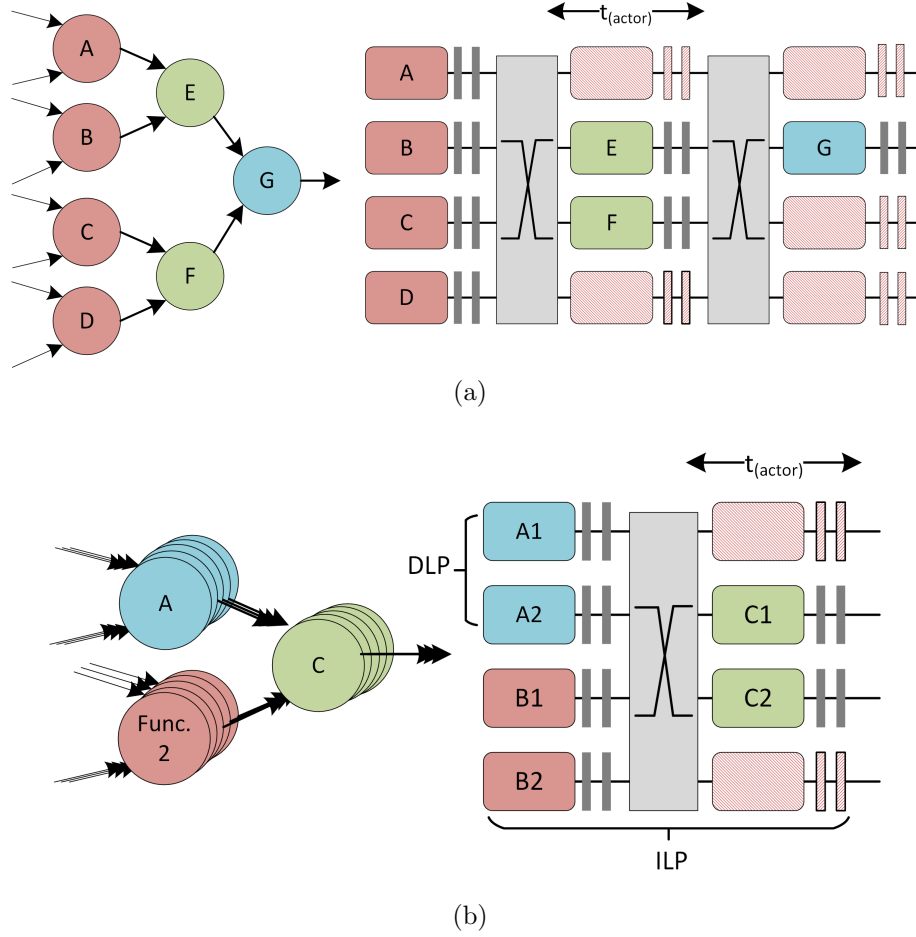 t(actor)
A
E
B
G
C
F
D
A
B
E
G
C
F
D
(a)
t(actor)
DLP
A1
A2
C1
B1
C2
B2
A
C
Func.
2
ILP
(b)